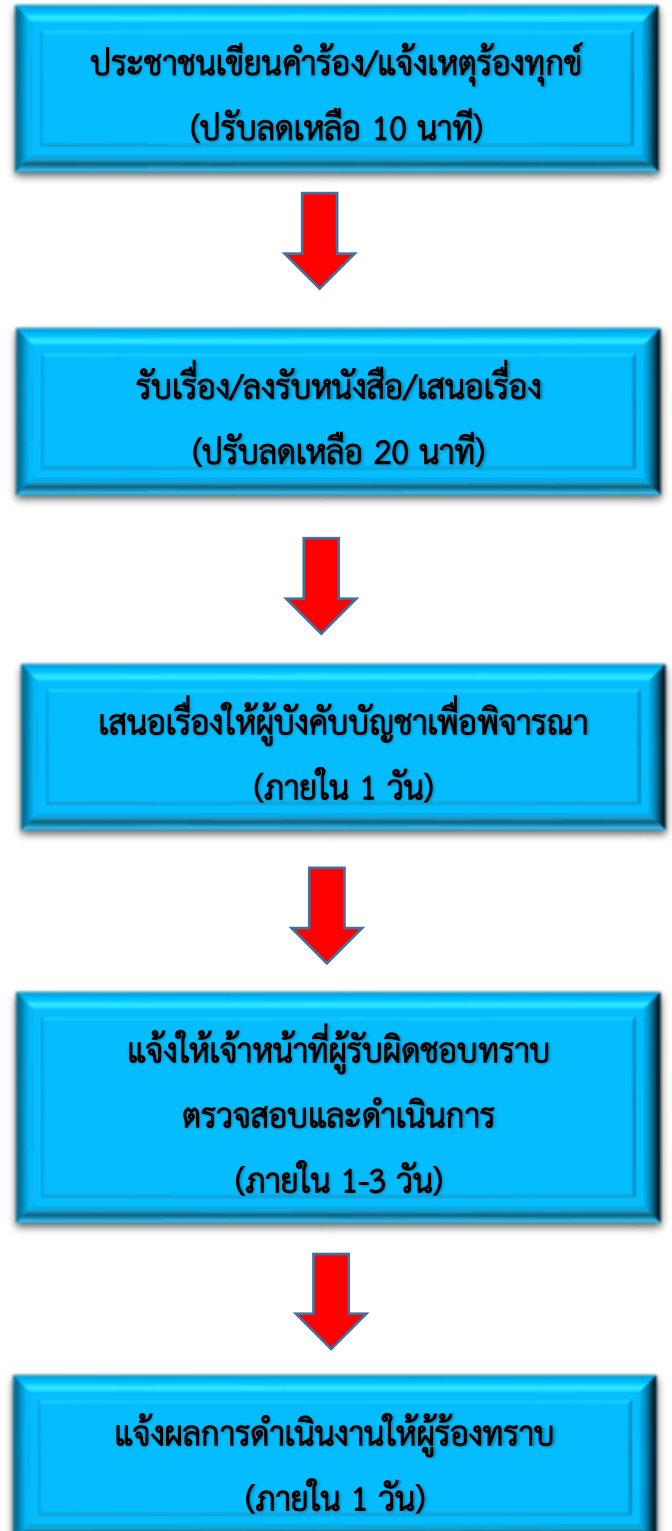 ประชาชนเขียนคำร้อง/แจ้งเหตุร้องทุกข์
(ปรับลดเหลือ 10 นาที)
รับเรื่อง/ลงรับหนังสือ/เสนอเรื่อง
(ปรับลดเหลือ 20 นาที)
เสนอเรื่องให้ผู้บังคับบัญชาเพื่อพิจารณา
(ภายใน 1 วัน)
แจ้งให้เจ้าหน้าที่ผู้รับผิดชอบทราบ
ตรวจสอบและดำเนินการ
(ภายใน 1-3 วัน)
แจ้งผลการดำเนินงานให้ผู้ร้องทราบ
(ภายใน 1 วัน)